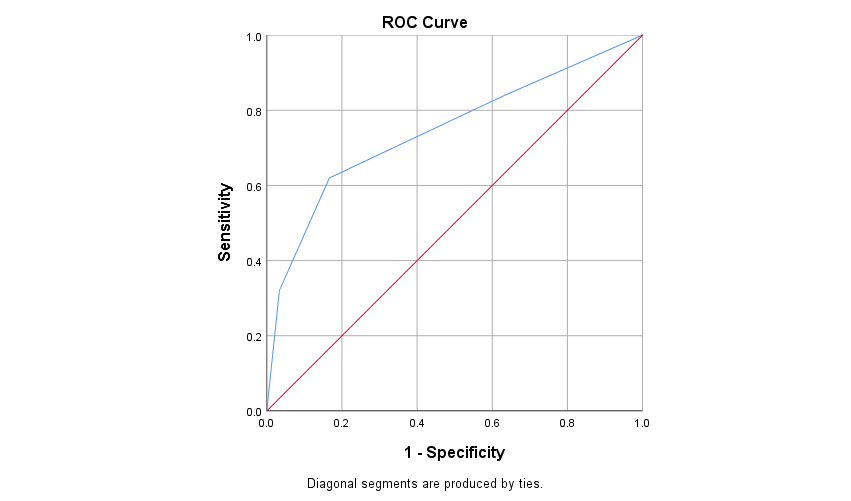 ROC Curve
1.0
0.8
0.6
0.4
0.2
0.0
Sensitivity
0.0 0.2 0.4 0.6 0.8 1.0
1 - Specificity
Diagonal segments are produced by ties.